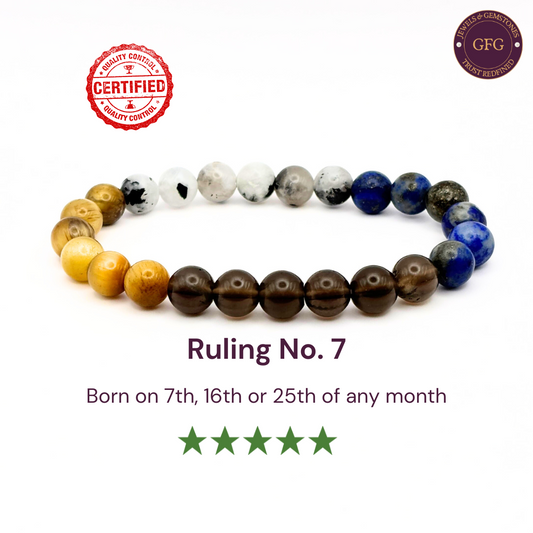 QUALITY CONTROL
CERTIFIED
QUALITY CONTROL
JEWELS & GEMSTONES
GFG
TRUST REDEFINED
Ruling No. 7
Born on 7th, 16th or 25th of any month